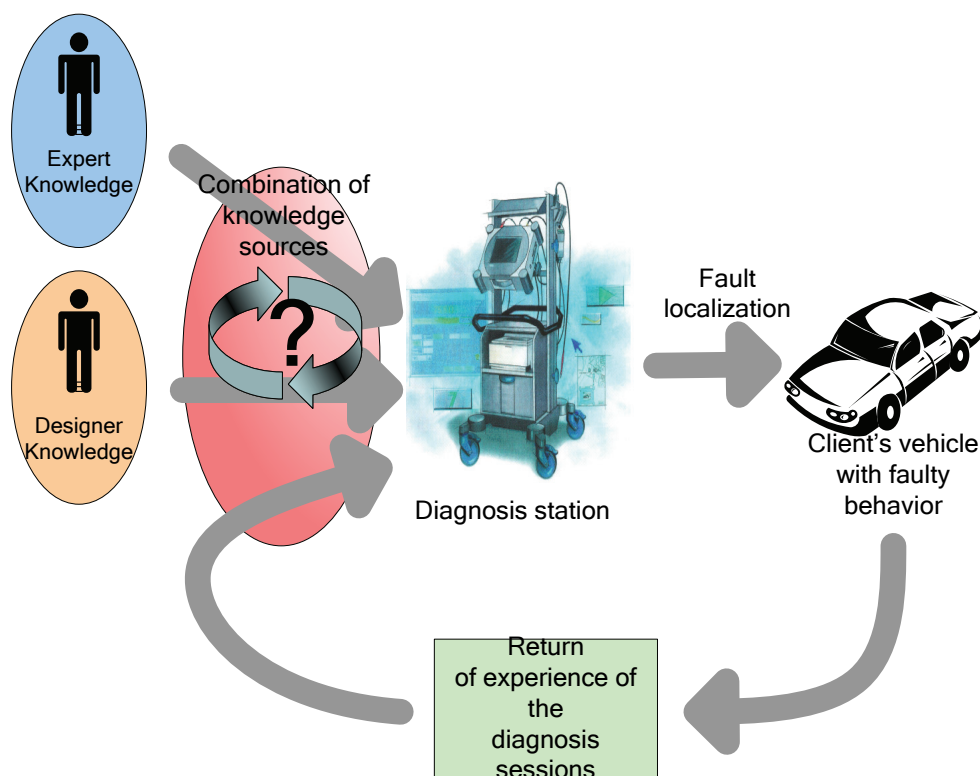 Expert
Knowledge
Combination of
knowledge
sources
?
Designer
Knowledge
Diagnosis station
Fault
localization
Client's vehicle
with faulty
behavior
Return
of experience of
the
diagnosis
sessions